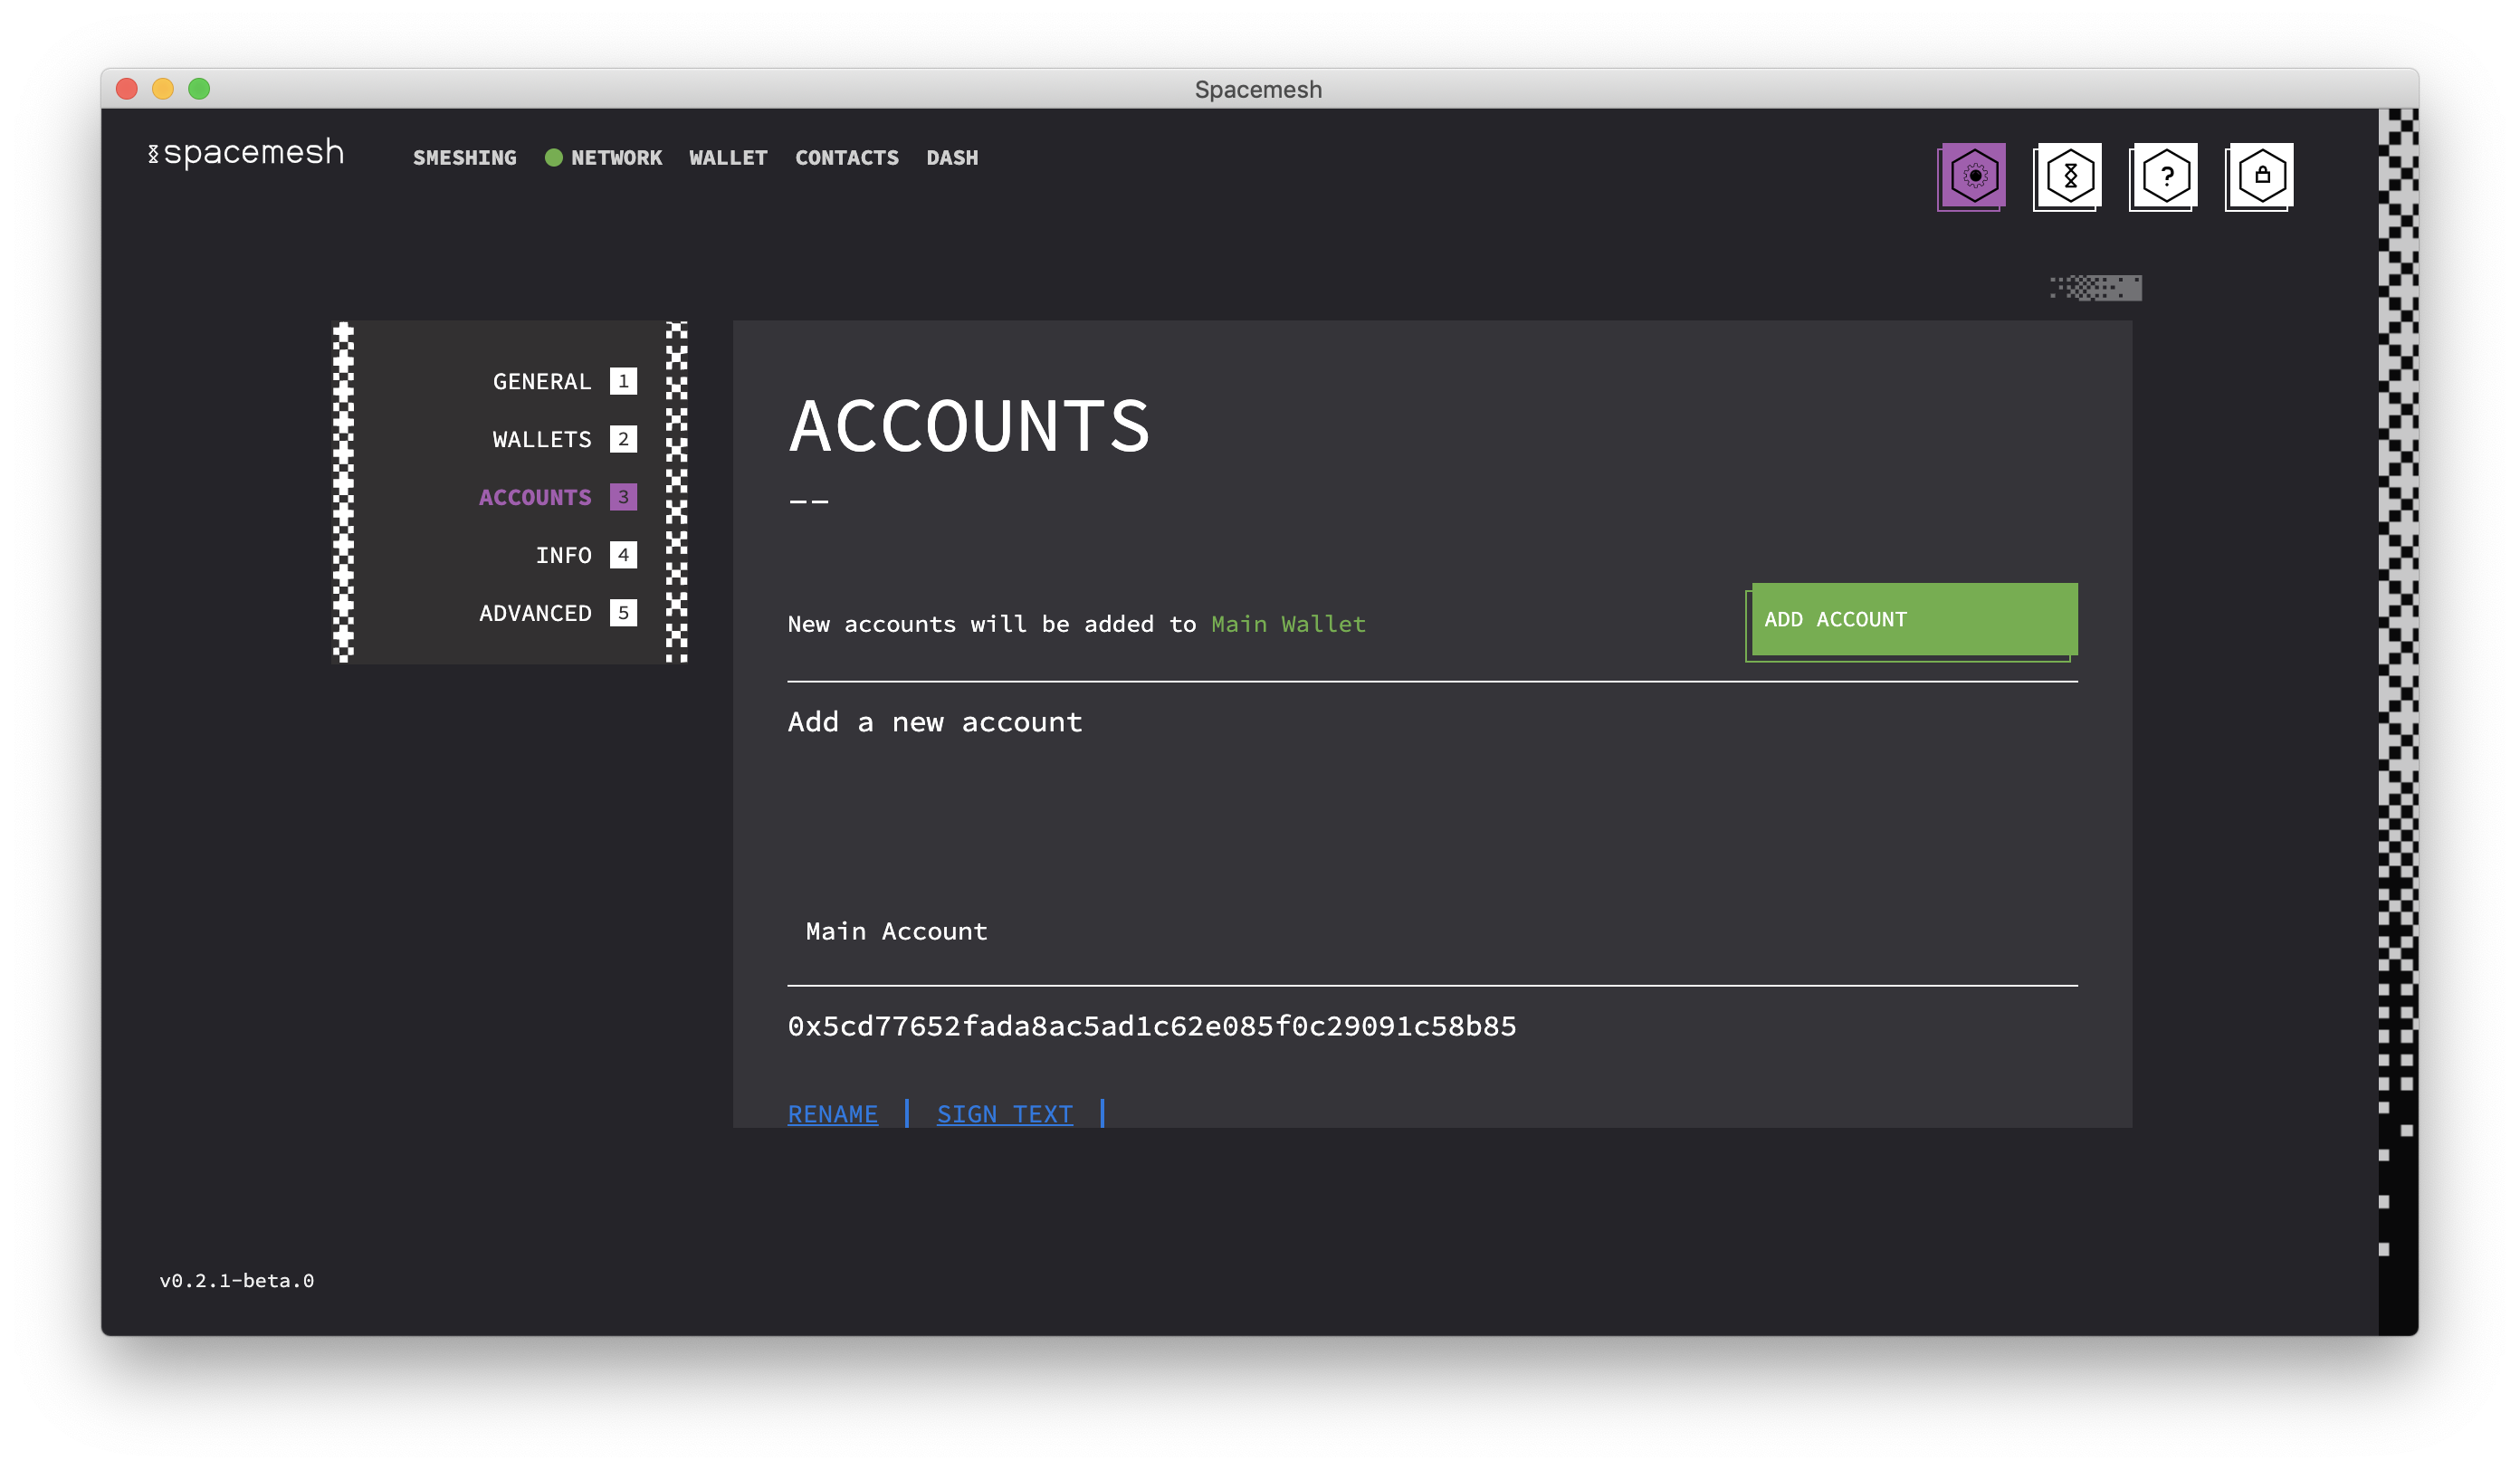 Spacemesh
spacemesh
SMESHING NETWORK WALLET CONTACTS DASH
?
GENERAL 1
WALLETS 2
ACCOUNTS 3
INFO 4
ADVANCED 5
ACCOUNTS
--
New accounts will be added to Main Wallet
ADD ACCOUNT
Add a new account
Main Account
0x5cd77652fada8ac5ad1c62e085f0c29091c58b85
RENAME | SIGN TEXT |
v0.2.1-beta.0